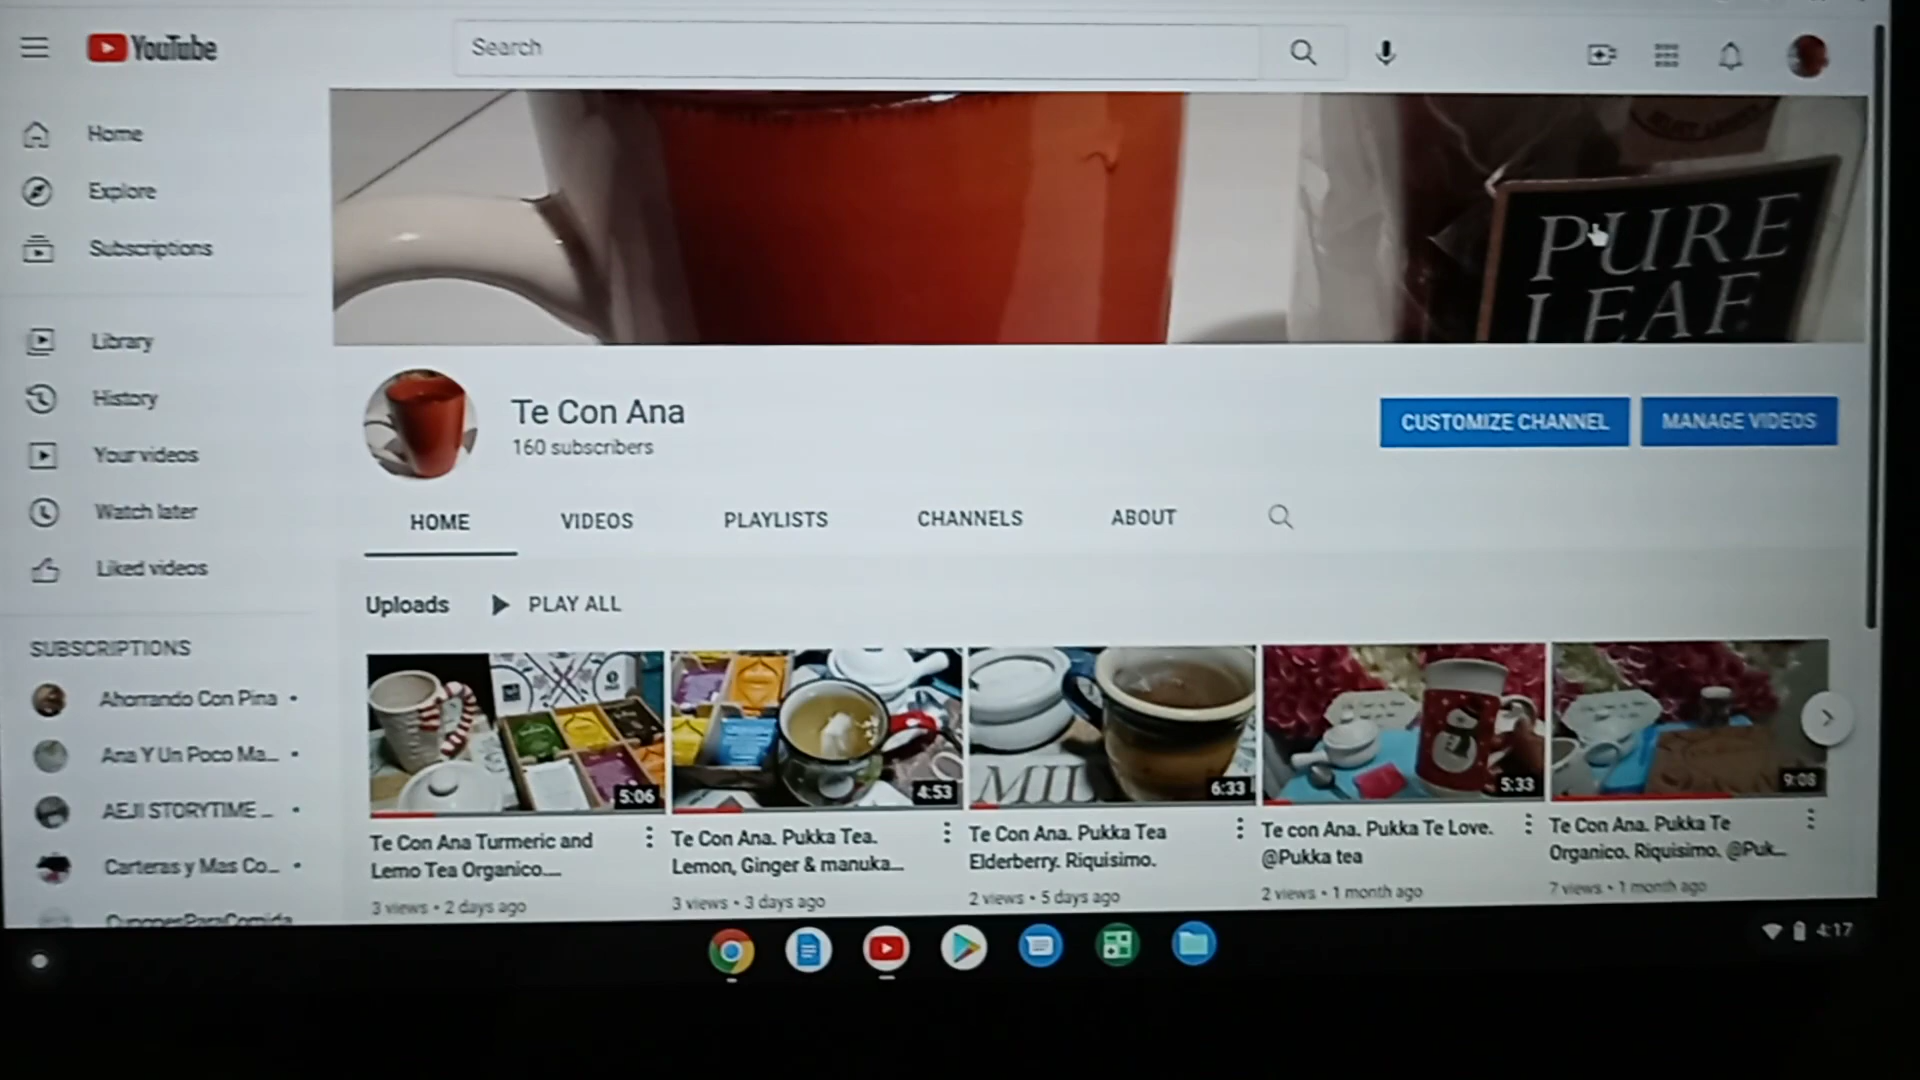 YouTube
Search
Home
Explore
Subscriptions
Library
History
Your videos
Watch later
Liked videos
SUBSCRIPTIONS
Ahorrando Con Pina
Ana Y Un Poco Ma...
AEJI STORYTIME ...
Carteras y Mas Co...
CuponesParaComida
PURE
LEAF
Te Con Ana
160 subscribers
CUSTOMIZE CHANNEL
MANAGE VIDEOS
HOME
VIDEOS
PLAYLISTS
CHANNELS
ABOUT
Uploads
PLAY ALL
5:06
Te Con Ana Turmeric and
Lemo Tea Organico....
3 views • 2 days ago
4:53
Te Con Ana. Pukka Tea.
Lemon, Ginger & manuka...
3 views • 3 days ago
MIL
6:33
Te Con Ana. Pukka Tea
Elderberry. Riquisimo.
2 views • 5 days ago
5:33
Te con Ana. Pukka Te Love.
@Pukka tea
2 views • 1 month ago
9:08
Te Con Ana. Pukka Te
Organico. Riquisimo. @Puk...
7 views • 1 month ago
4:17